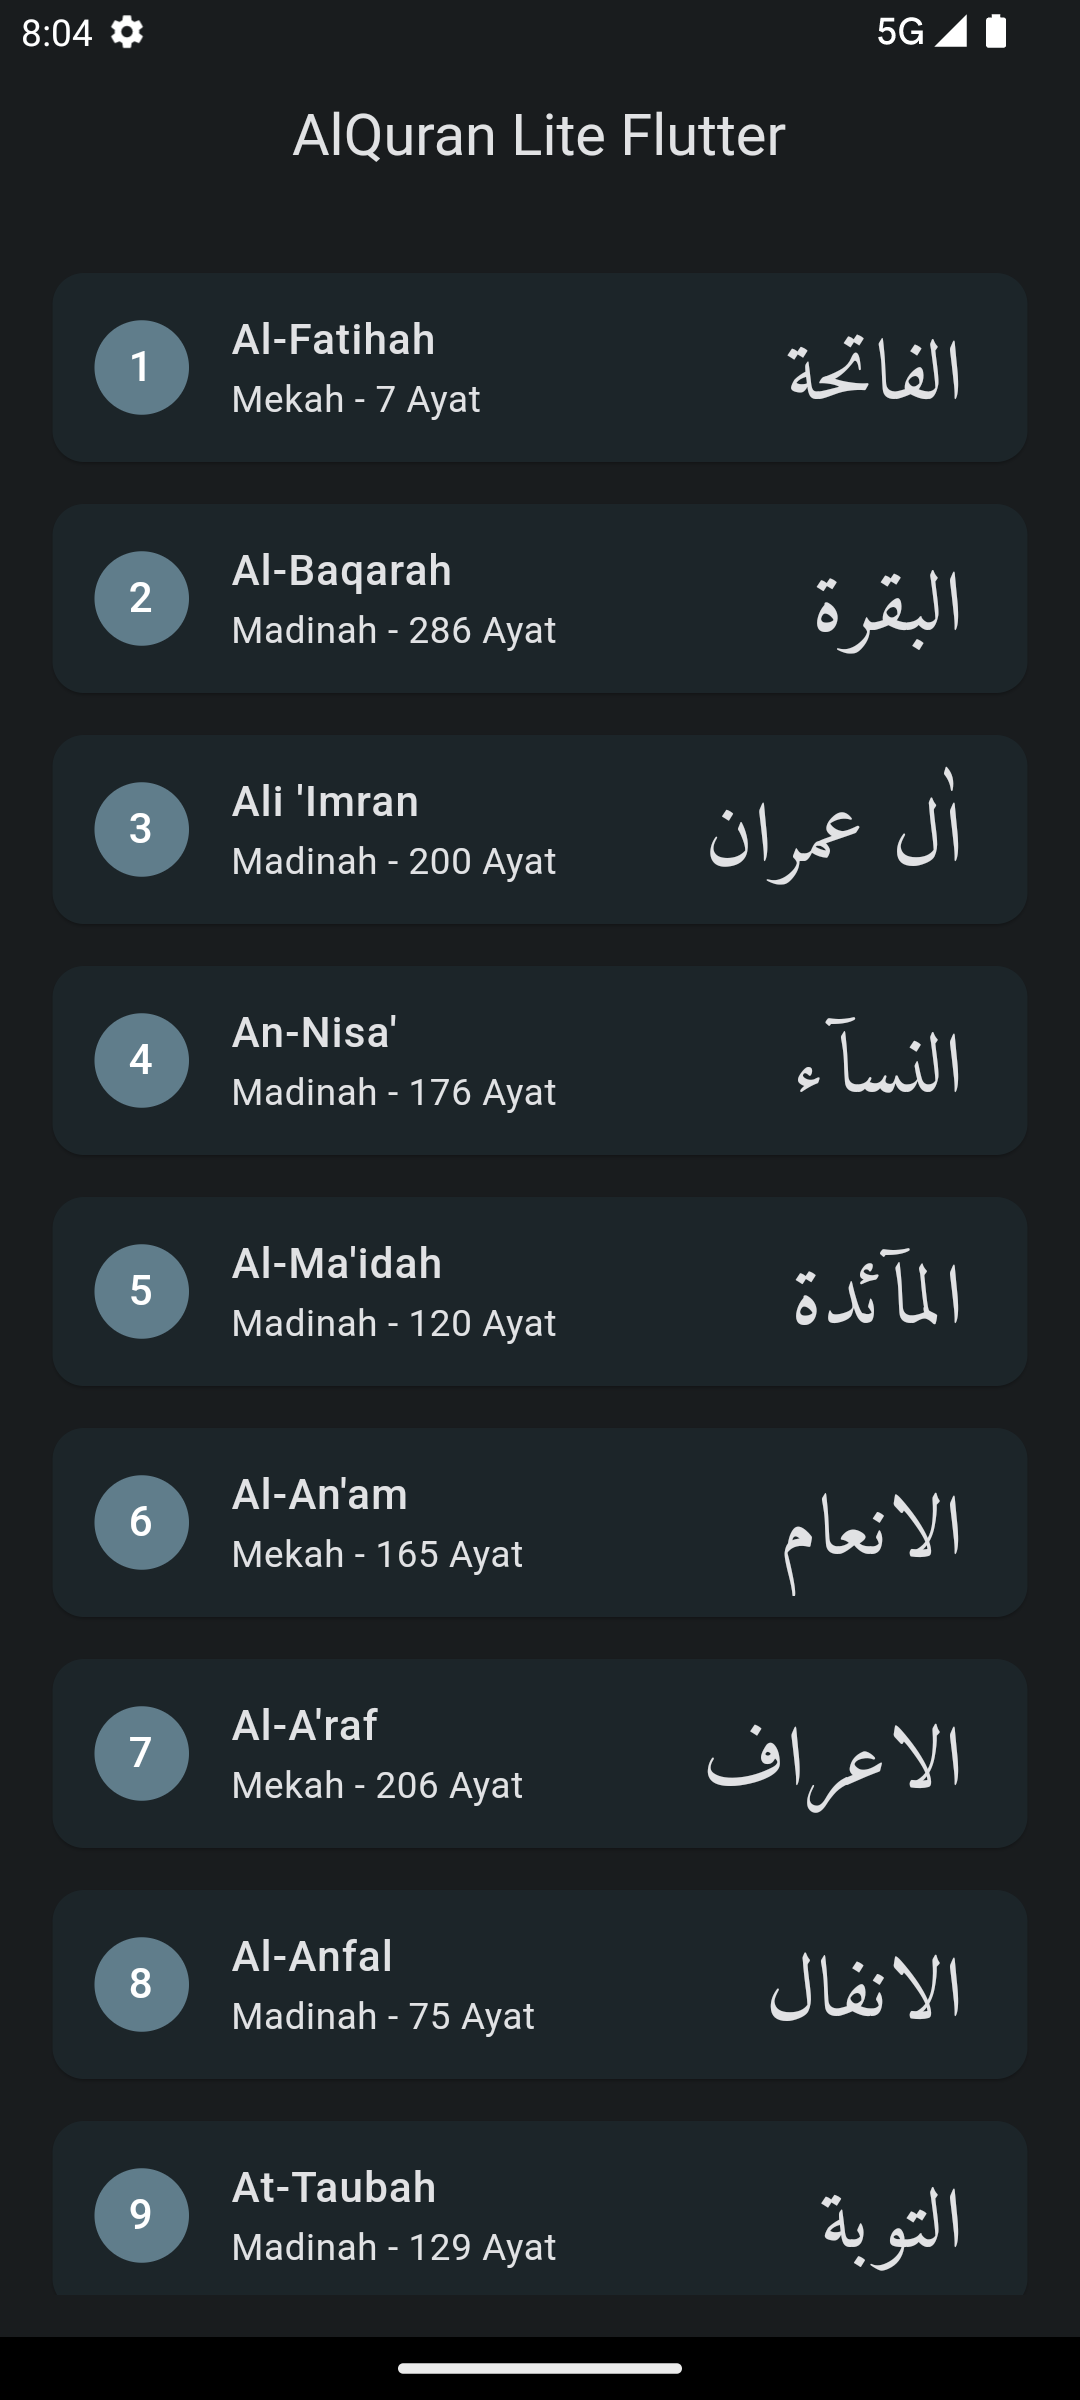 8:04
5G
AlQuran Lite Flutter
1
Al-Fatihah
Mekah - 7 Ayat
الفاتحة
2
Al-Baqarah
Madinah - 286 Ayat
البقرة
3
Ali 'Imran
Madinah - 200 Ayat
اٰل عمران
4
An-Nisa'
Madinah - 176 Ayat
النساۤء
5
Al-Ma'idah
Madinah - 120 Ayat
الماۤئدة
6
Al-An'am
Mekah - 165 Ayat
الانعام
7
Al-A'raf
Mekah - 206 Ayat
الاعراف
8
Al-Anfal
Madinah - 75 Ayat
الانفال
9
At-Taubah
Madinah - 129 Ayat
التوبة